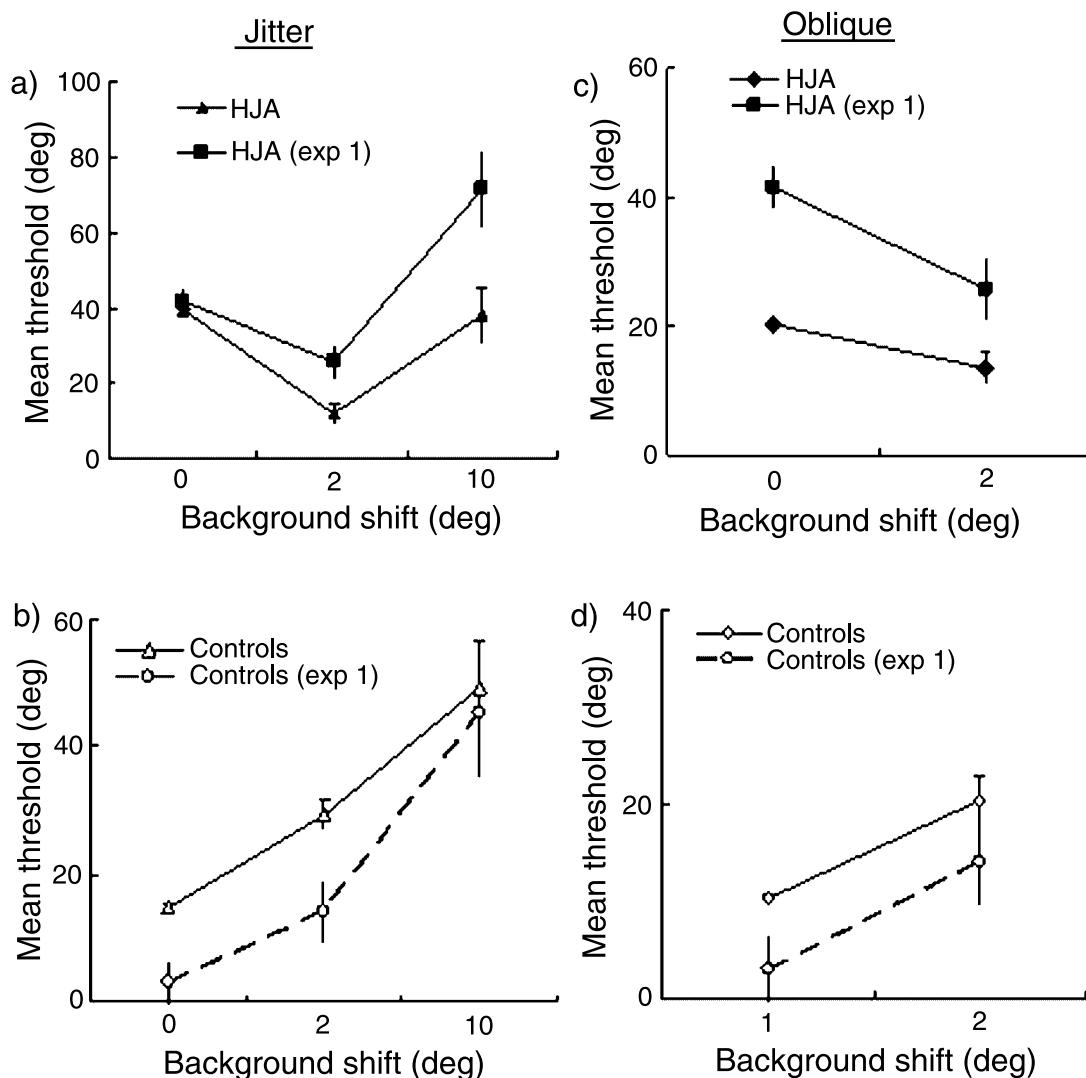 Jitter
Oblique
a)
100
80
60
40
20
0
Mean threshold (deg)
HJA
HJA (exp 1)
0 2 10
Background shift (deg)
c)
60
40
20
0
Mean threshold (deg)
HJA
HJA (exp 1)
0 2
Background shift (deg)
b)
60
40
20
0
Mean threshold (deg)
Controls
Controls (exp 1)
0 2 10
Background shift (deg)
d)
40
20
0
Mean threshold (deg)
Controls
Controls (exp 1)
1 2
Background shift (deg)